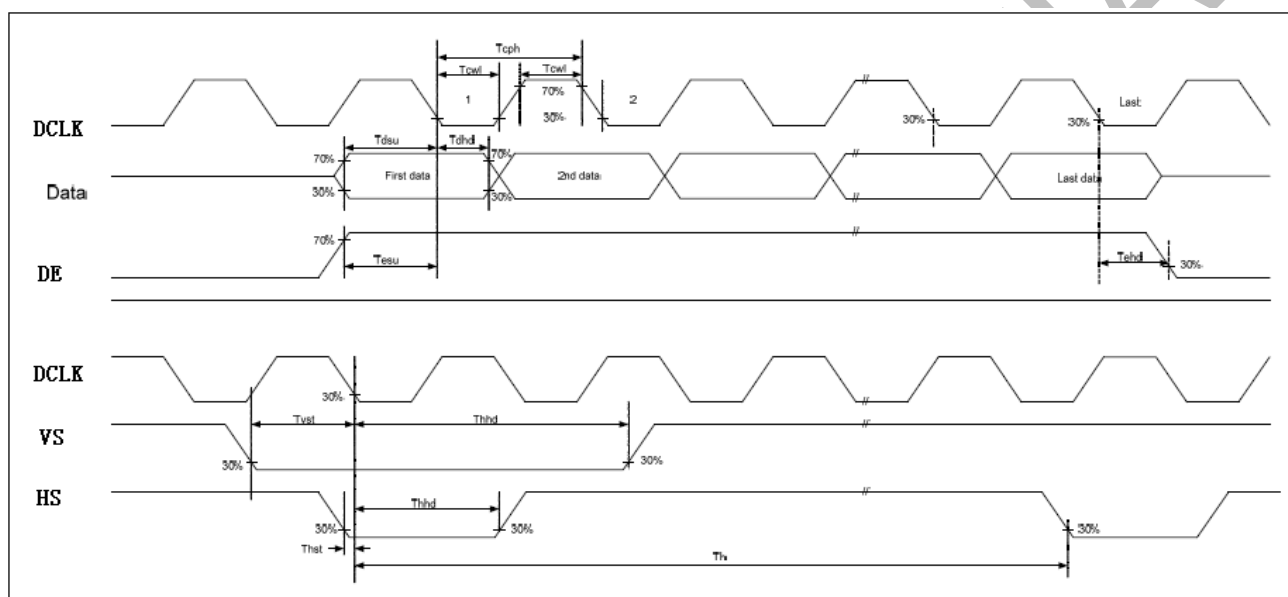 Tcph
Tcwl Tcwl
1 70% 2 Last
DCLK 30% 30% 30%
Tdsu Tdhd
70% 70%
First data 2nd data Last data
Data 30% 30%
DE 70% Tesu Tehd 30%
DCLK 30%
Tvst Thhd
VS 30% 30%
HS Thhd
30% 30% 30%
Thst
Th